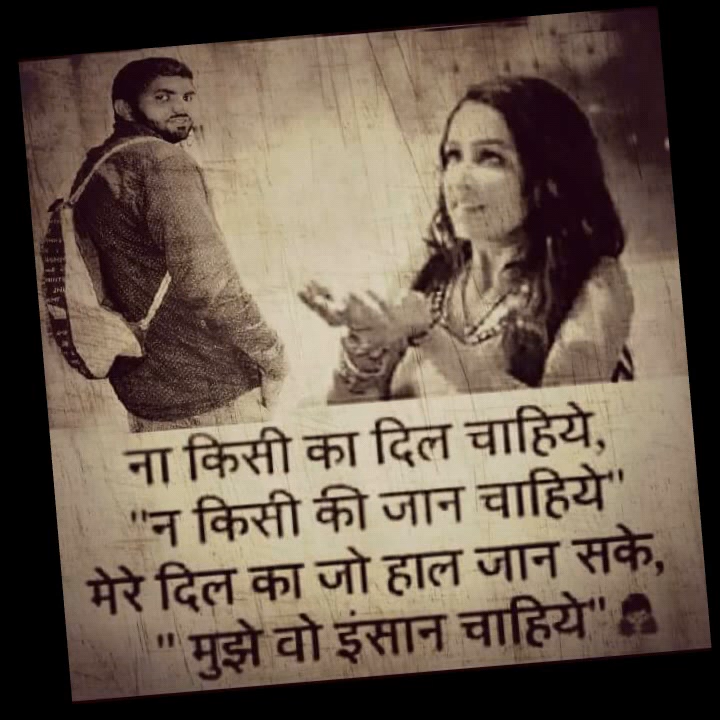 ना किसी का दिल चाहिये,
"न किसी की जान चाहिये"
मेरे दिल का जो हाल जान सके,
" मुझे वो इंसान चाहिये"